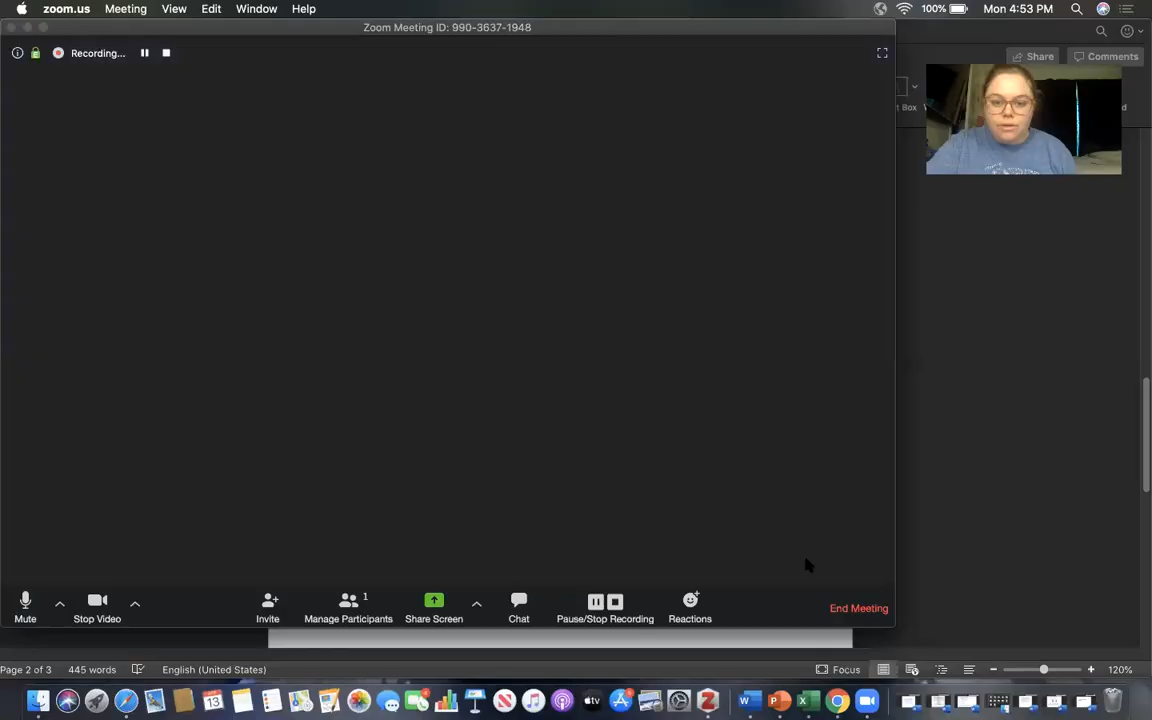 zoom.us Meeting View Edit Window Help 100% Mon 4:53 PM
Zoom Meeting ID: 990-3637-1948
Recording...
Share Comments
Box
Mute Stop Video Invite Manage Participants 1 Share Screen Chat Pause/Stop Recording Reactions End Meeting
Page 2 of 3 445 words English (United States) Focus 120%
13